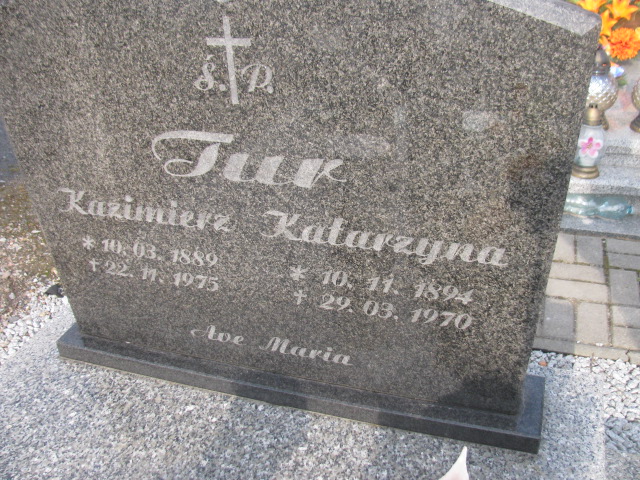 Ś. P.
Tur
Kazimierz
* 10. 03. 1889
† 22. 11. 1975
Katarzyna
* 10. 11. 1894
† 29. 03. 1970
Ave Maria